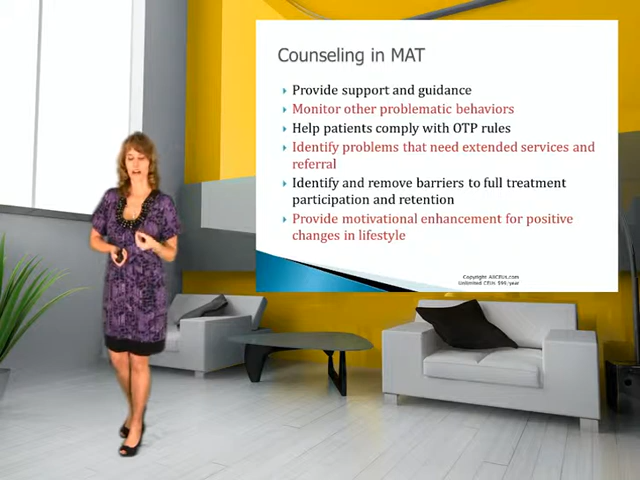 Counseling in MAT
Provide support and guidance
Monitor other problematic behaviors
Help patients comply with OTP rules
Identify problems that need extended services and
referral
Identify and remove barriers to full treatment
participation and retention
Provide motivational enhancement for positive
changes in lifestyle
Copyright AllCEUs.com
Unlimited CEUs $99/year